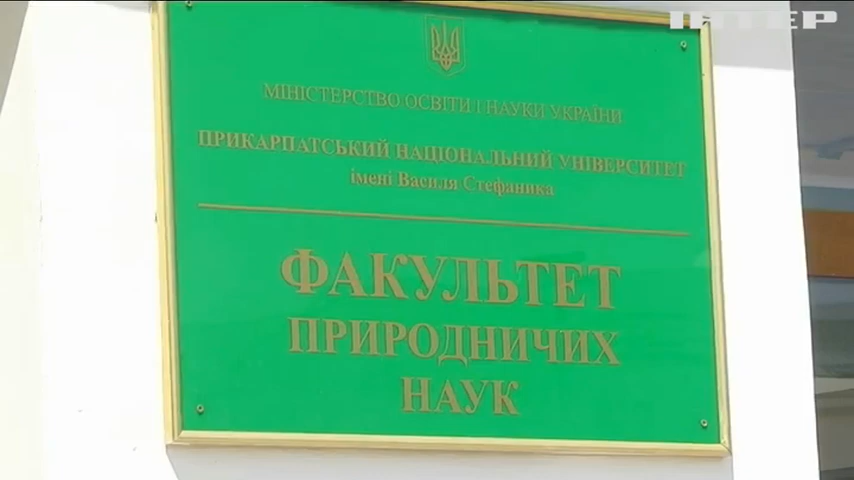 ІНТЕР
МІНІСТЕРСТВО ОСВІТИ І НАУКИ УКРАЇНИ
ПРИКАРПАТСЬКИЙ НАЦІОНАЛЬНИЙ УНІВЕРСИТЕТ
імені Василя Стефаника
ФАКУЛЬТЕТ
ПРИРОДНИЧИХ
НАУК